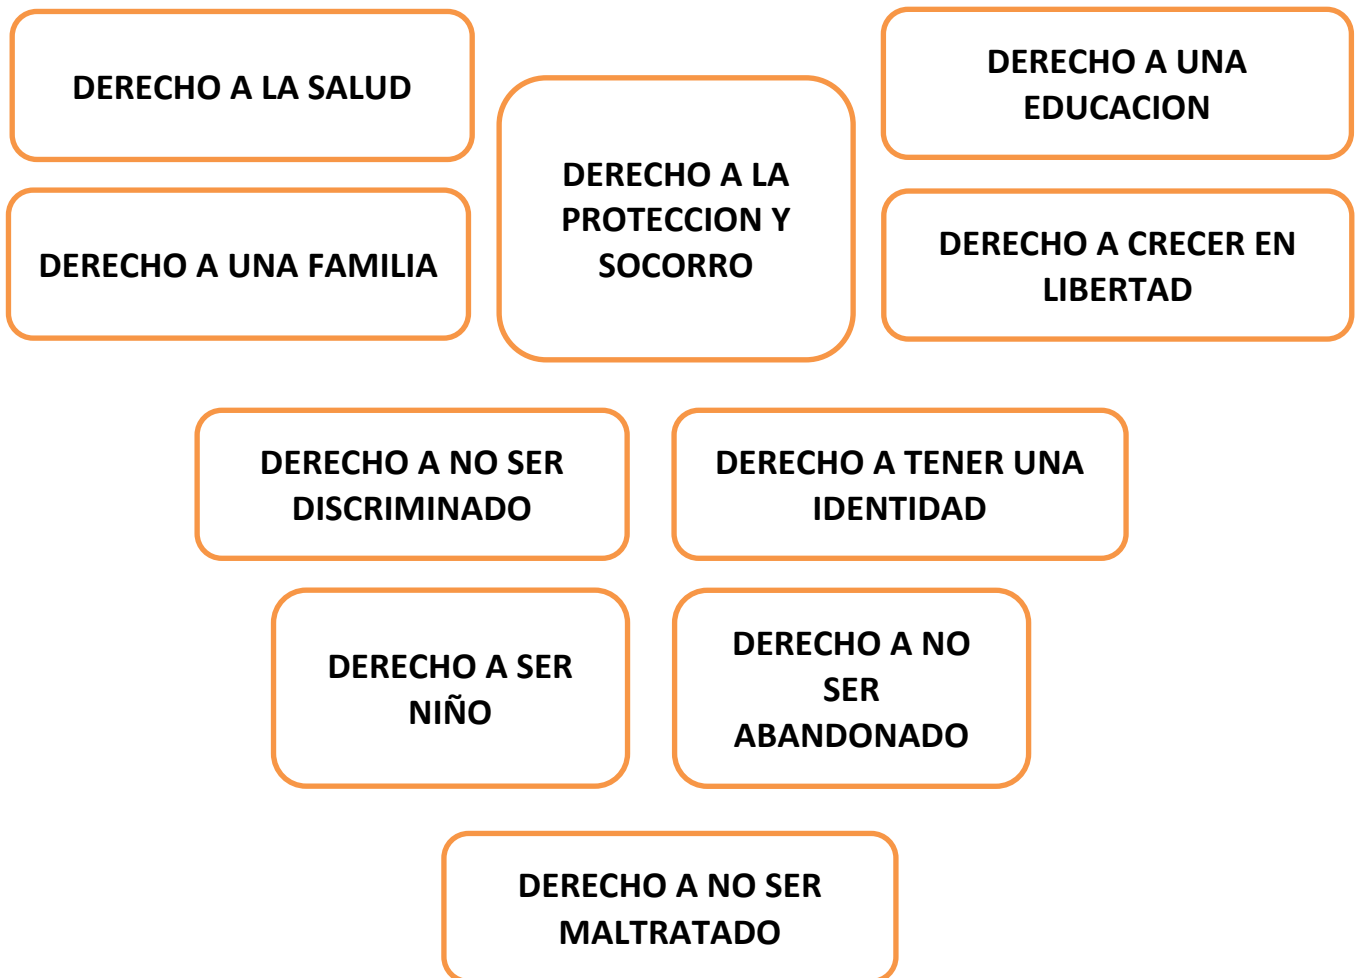 DERECHO A LA SALUD
DERECHO A UNA FAMILIA
DERECHO A LA
PROTECCION Y
SOCORRO
DERECHO A UNA
EDUCACION
DERECHO A CRECER EN
LIBERTAD
DERECHO A NO SER
DISCRIMINADO
DERECHO A TENER UNA
IDENTIDAD
DERECHO A SER
NIÑO
DERECHO A NO
SER
ABANDONADO
DERECHO A NO SER
MALTRATADO